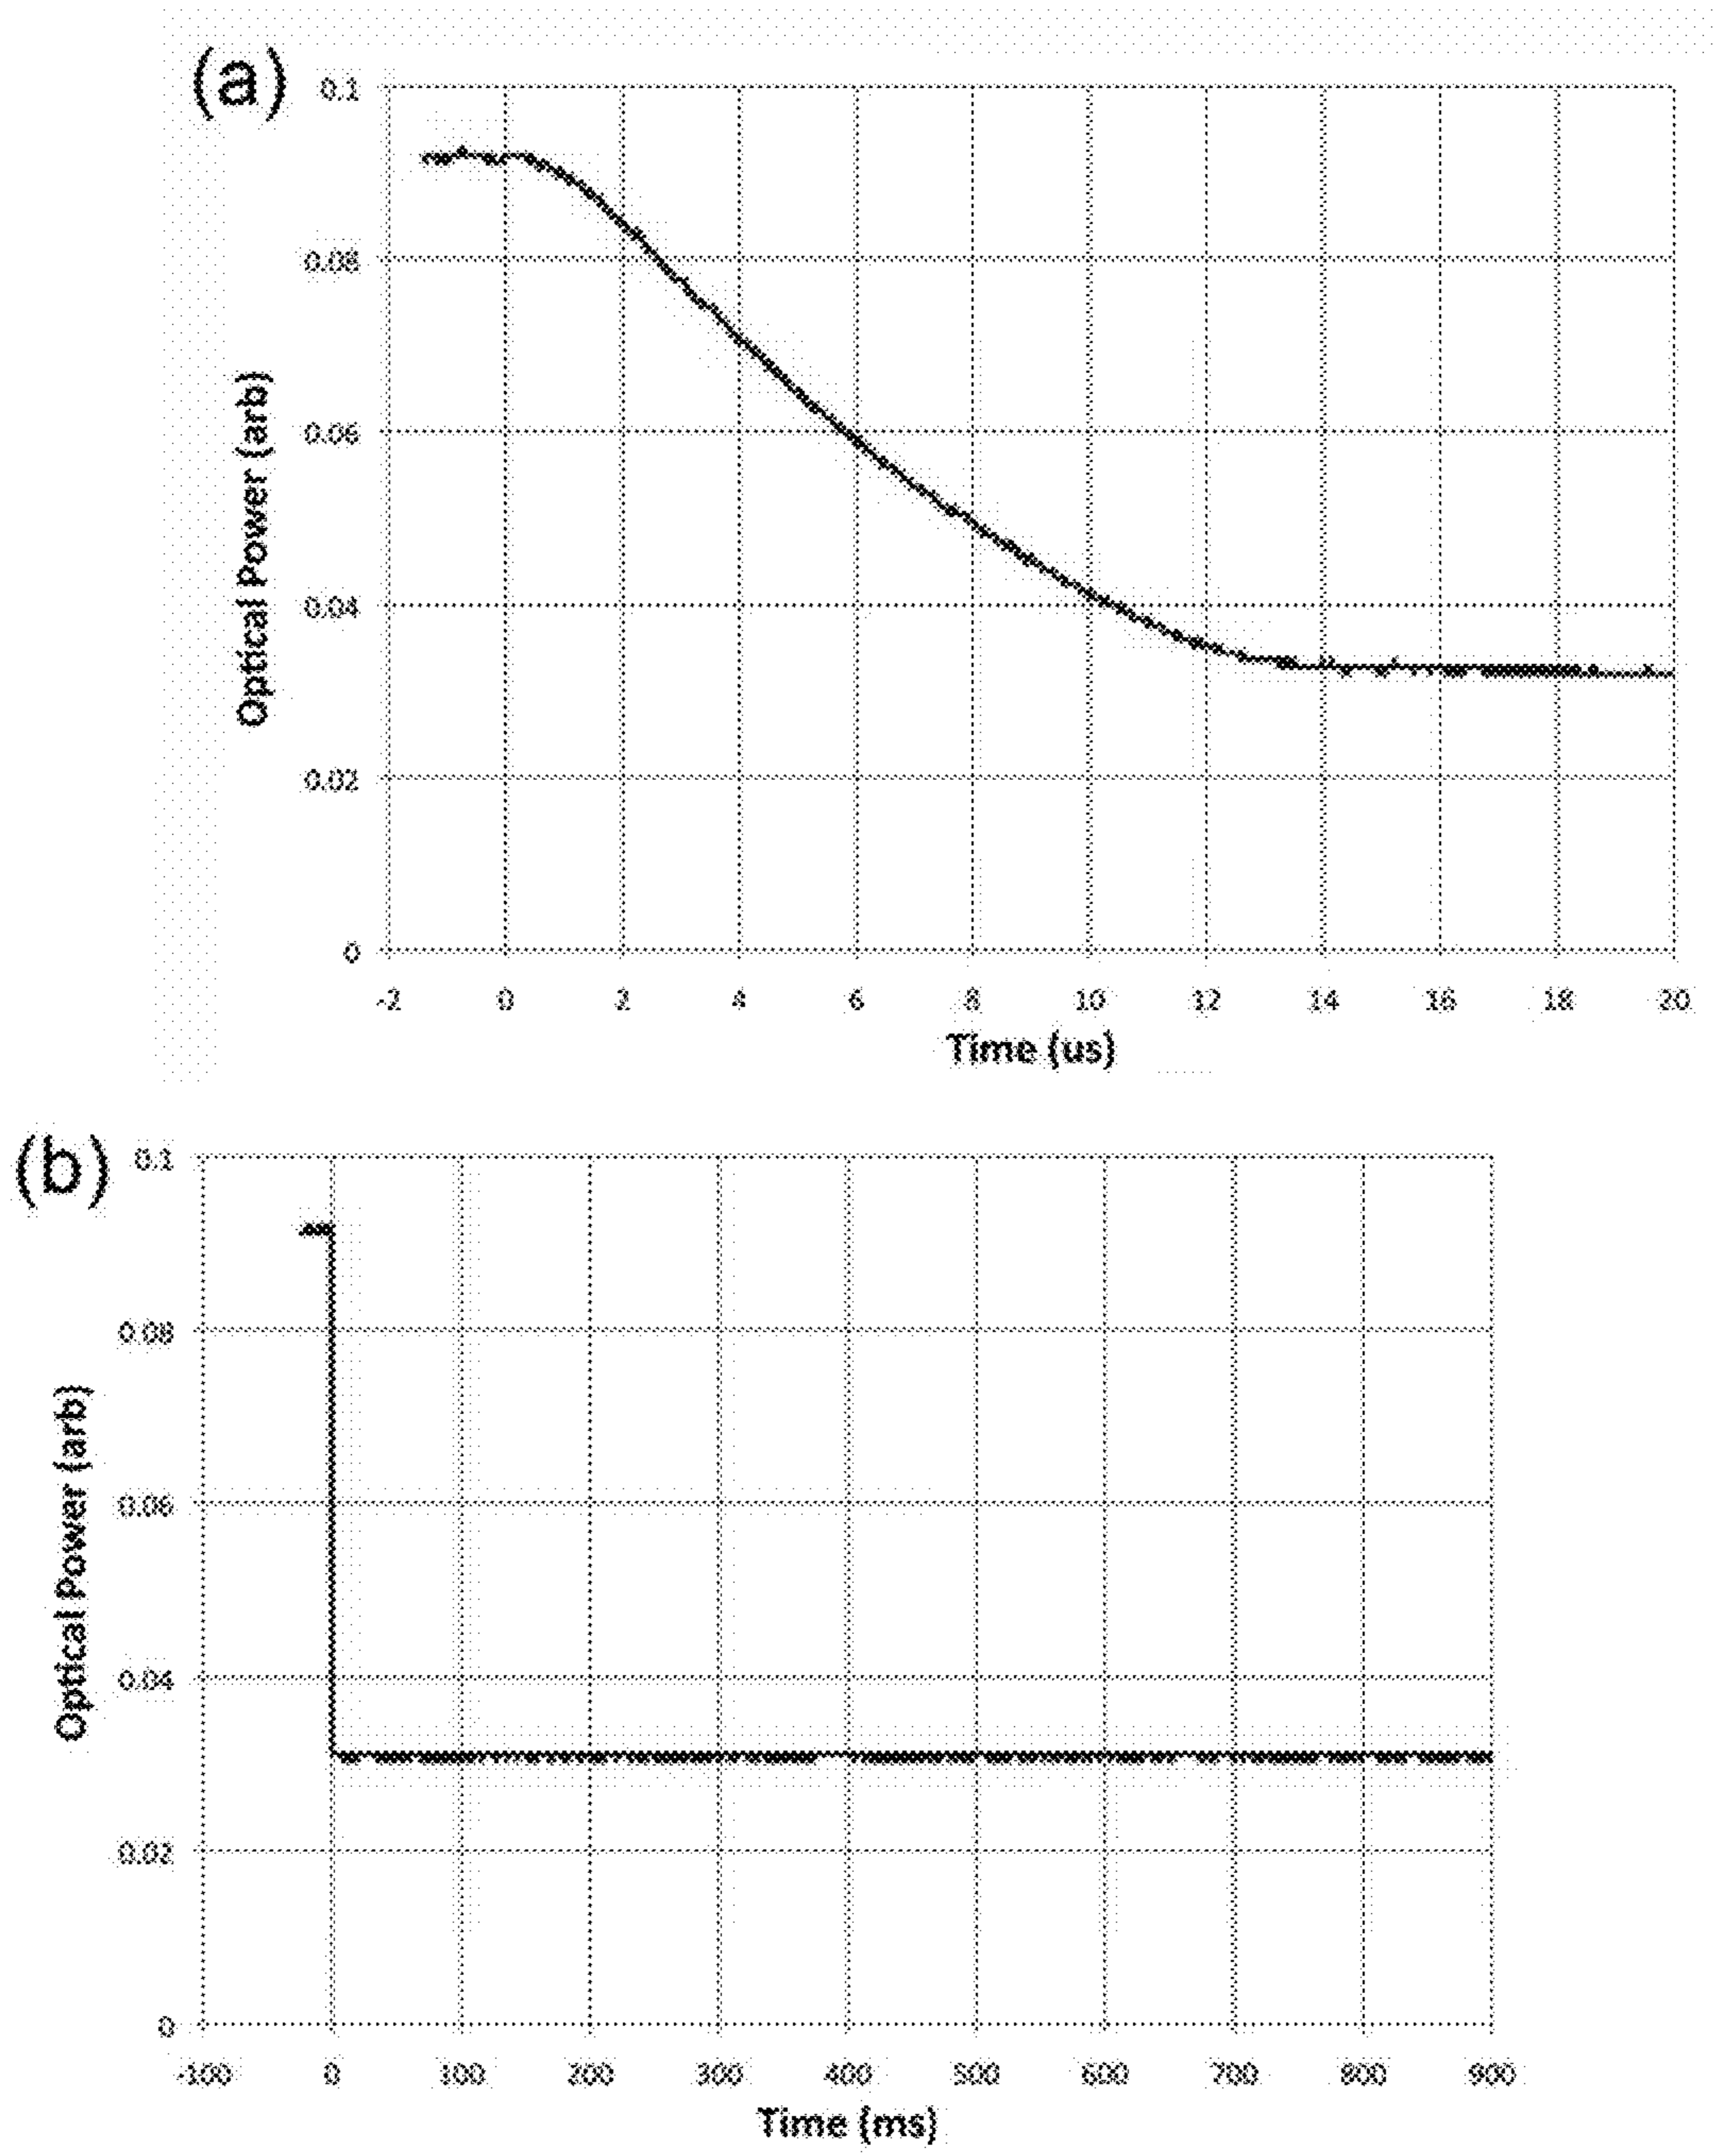 (a)
Optical Power (arb)
0.1
0.08
0.06
0.04
0.02
0
-2 0 2 4 6 8 10 12 14 16 18 20
Time (us)
(b)
Optical Power (arb)
0.1
0.08
0.06
0.04
0.02
0
-100 0 100 200 300 400 500 600 700 800 900
Time (ms)